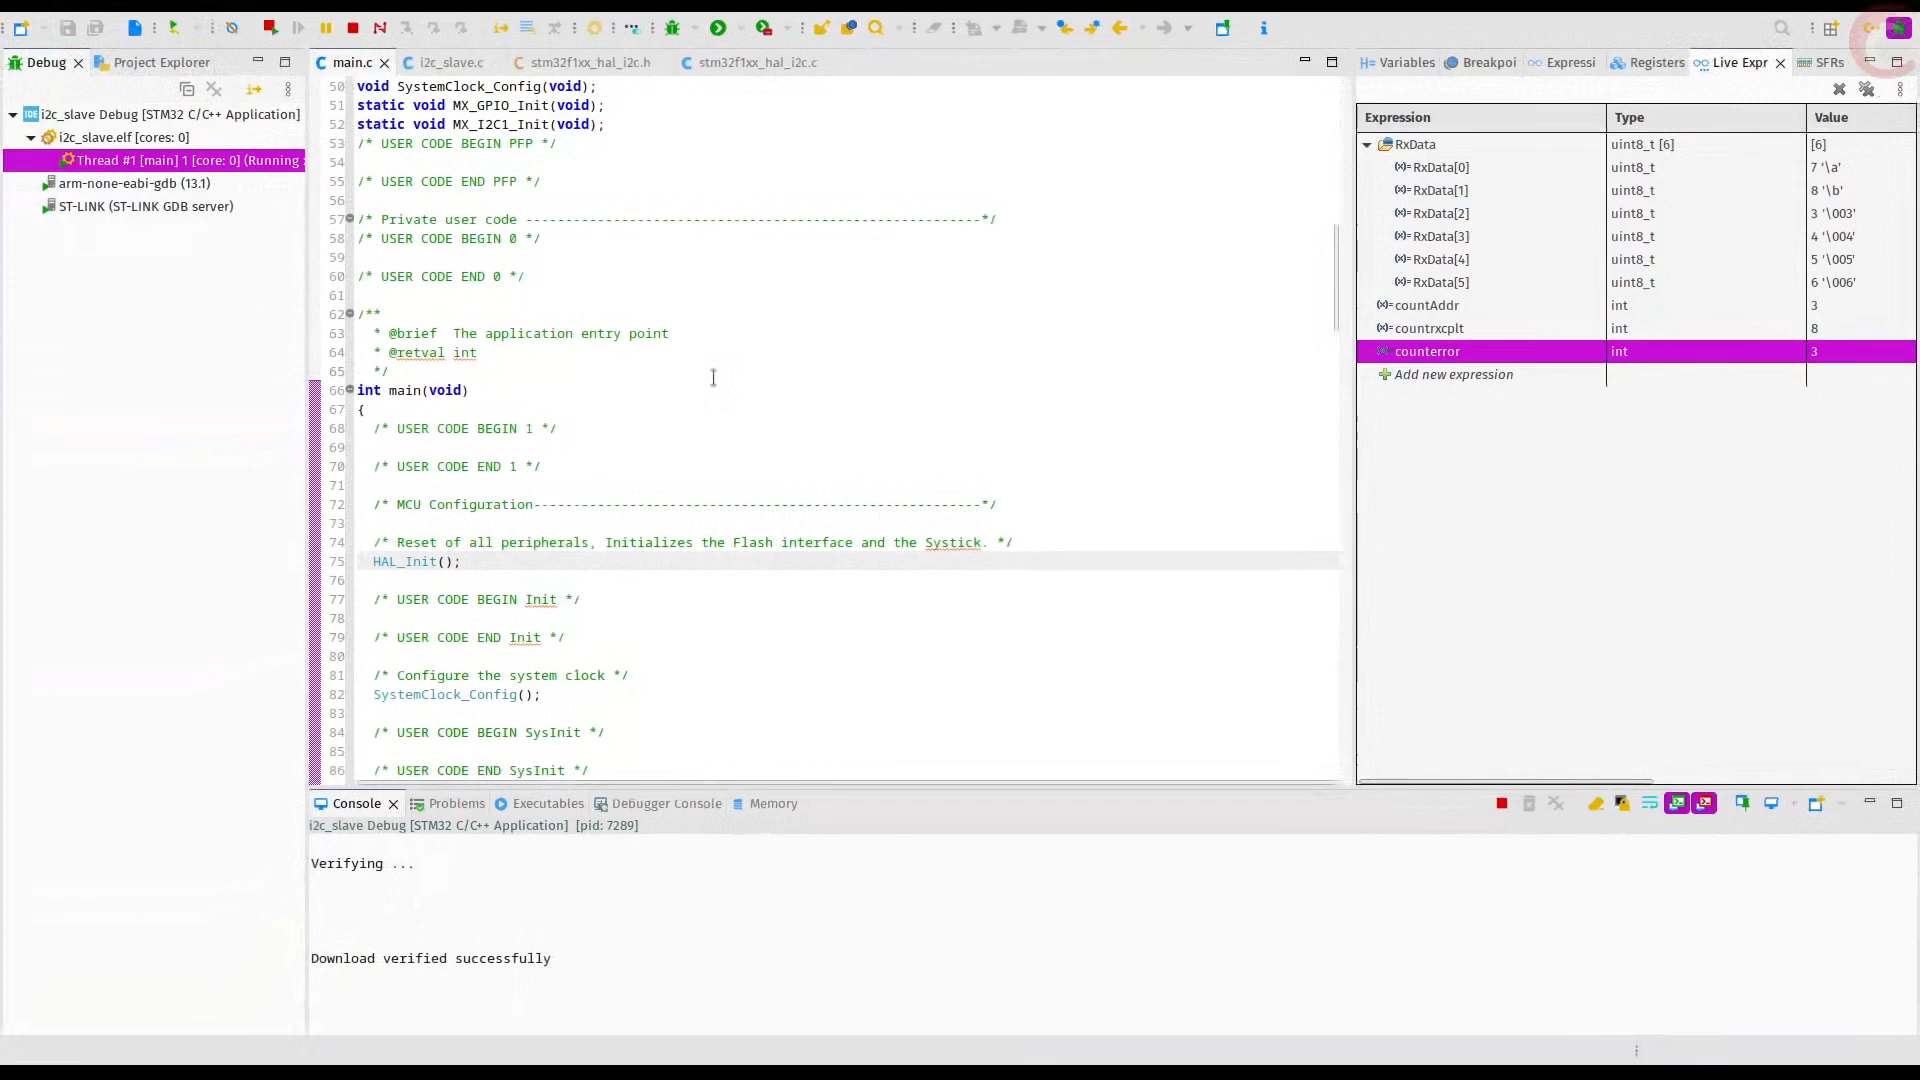 Debug
Project Explorer
i2c_slave Debug [STM32 C/C++ Application]
i2c_slave.elf [cores: 0]
Thread #1 [main] 1 [core: 0] (Running :
arm-none-eabi-gdb (13.1)
ST-LINK (ST-LINK GDB server)
main.c
i2c_slave.c
stm32f1xx_hal_i2c.h
stm32f1xx_hal_i2c.c
50 void SystemClock_Config(void);
51 static void MX_GPIO_Init(void);
52 static void MX_I2C1_Init(void);
53 /* USER CODE BEGIN PFP */
54
55 /* USER CODE END PFP */
56
57 /* Private user code ---------------------------------------------------------*/
58 /* USER CODE BEGIN 0 */
59
60 /* USER CODE END 0 */
61
62 /**
63   * @brief  The application entry point
64   * @retval int
65   */
66 int main(void)
67 {
68   /* USER CODE BEGIN 1 */
69
70   /* USER CODE END 1 */
71
72   /* MCU Configuration--------------------------------------------------------*/
73
74   /* Reset of all peripherals, Initializes the Flash interface and the Systick. */
75   HAL_Init();
76
77   /* USER CODE BEGIN Init */
78
79   /* USER CODE END Init */
80
81   /* Configure the system clock */
82   SystemClock_Config();
83
84   /* USER CODE BEGIN SysInit */
85
86   /* USER CODE END SysInit */
Variables
Breakpoi
Expressi
Registers
Live Expr
SFRs
Expression Type Value
RxData uint8_t [6] [6]
RxData[0] uint8_t 7 '\a'
RxData[1] uint8_t 8 '\b'
RxData[2] uint8_t 3 '\003'
RxData[3] uint8_t 4 '\004'
RxData[4] uint8_t 5 '\005'
RxData[5] uint8_t 6 '\006'
countAddr int 3
countrxcplt int 8
counterror int 3
Add new expression
Console
Problems
Executables
Debugger Console
Memory
i2c_slave Debug [STM32 C/C++ Application] [pid: 7289]
Verifying ...
Download verified successfully